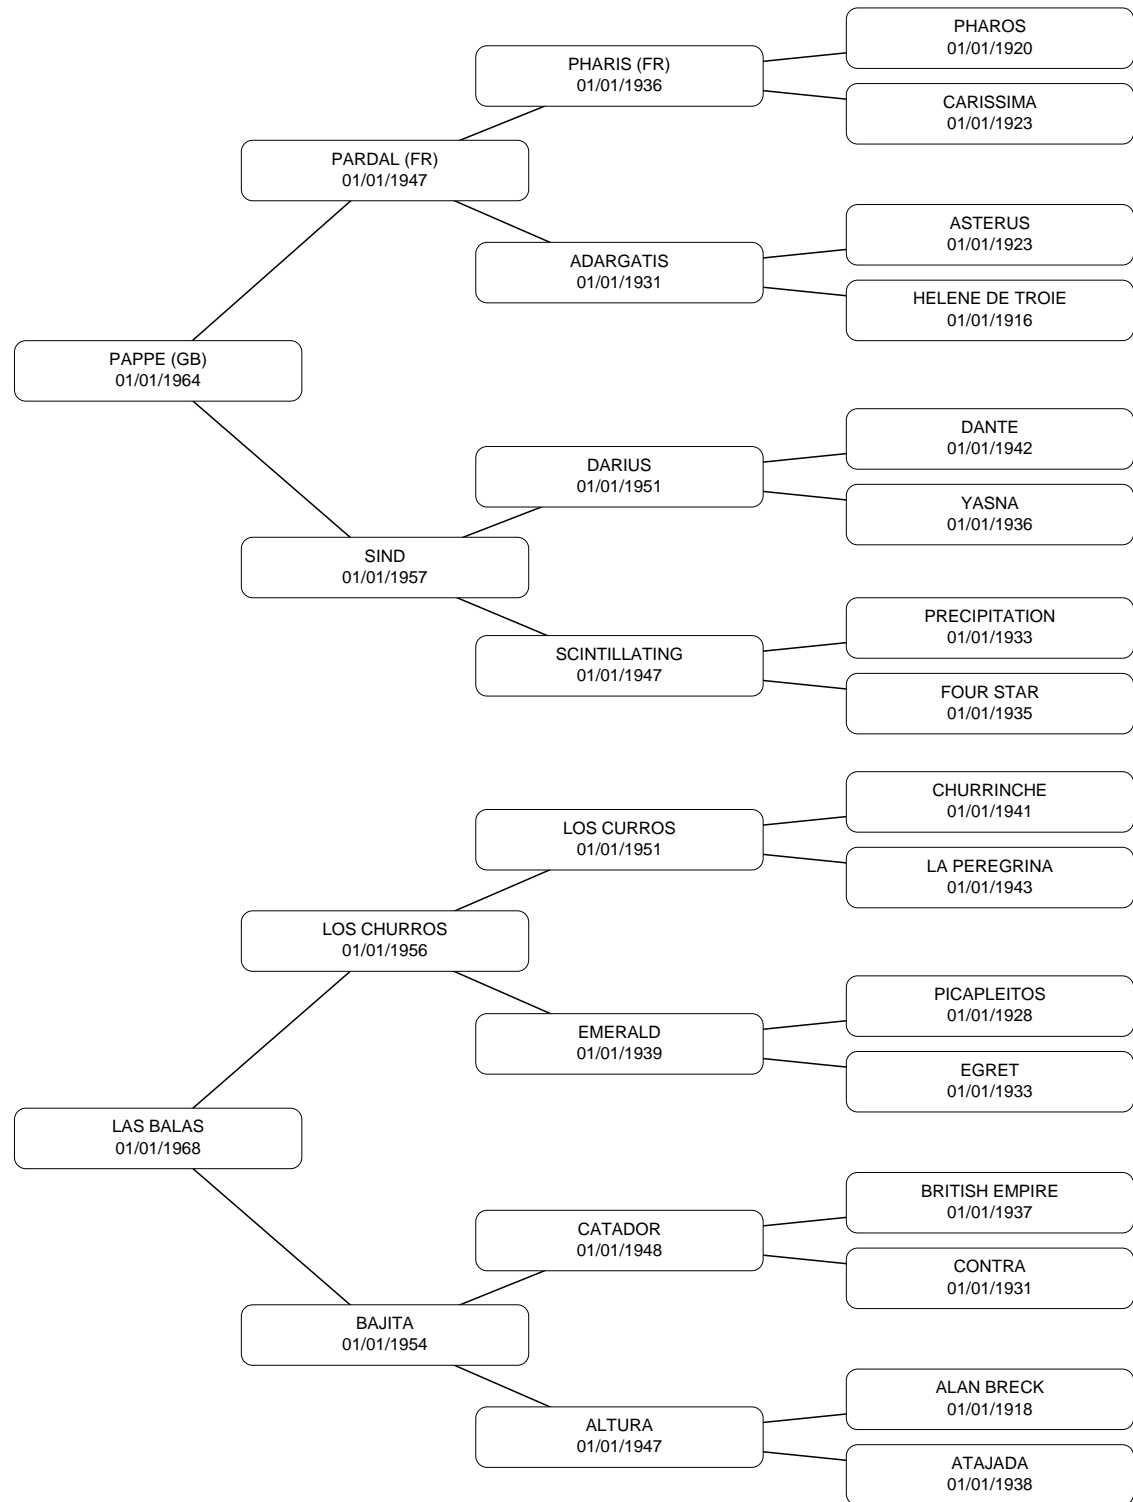 PHAROS
01/01/1920
PHARIS (FR)
01/01/1936
CARISSIMA
01/01/1923
PARDAL (FR)
01/01/1947
ASTERUS
01/01/1923
ADARGATIS
01/01/1931
HELENE DE TROIE
01/01/1916
PAPPE (GB)
01/01/1964
DANTE
01/01/1942
DARIUS
01/01/1951
YASNA
01/01/1936
SIND
01/01/1957
PRECIPITATION
01/01/1933
SCINTILLATING
01/01/1947
FOUR STAR
01/01/1935
CHURRINCHE
01/01/1941
LOS CURROS
01/01/1951
LA PEREGRINA
01/01/1943
LOS CHURROS
01/01/1956
PICAPLEITOS
01/01/1928
EMERALD
01/01/1939
EGRET
01/01/1933
LAS BALAS
01/01/1968
BRITISH EMPIRE
01/01/1937
CATADOR
01/01/1948
CONTRA
01/01/1931
BAJITA
01/01/1954
ALAN BRECK
01/01/1918
ALTURA
01/01/1947
ATAJADA
01/01/1938